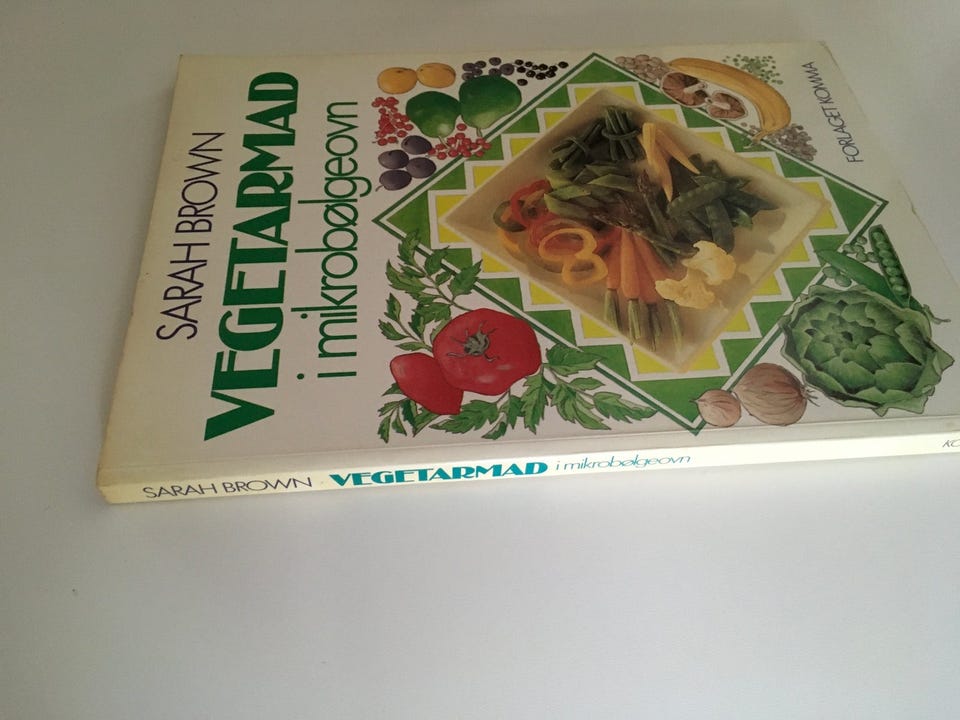 SARAH BROWN
VEGETARMAD
i mikrobølgeovn
FORLAGET KOMMA
SARAH BROWN · VEGETARMAD i mikrobølgeovn